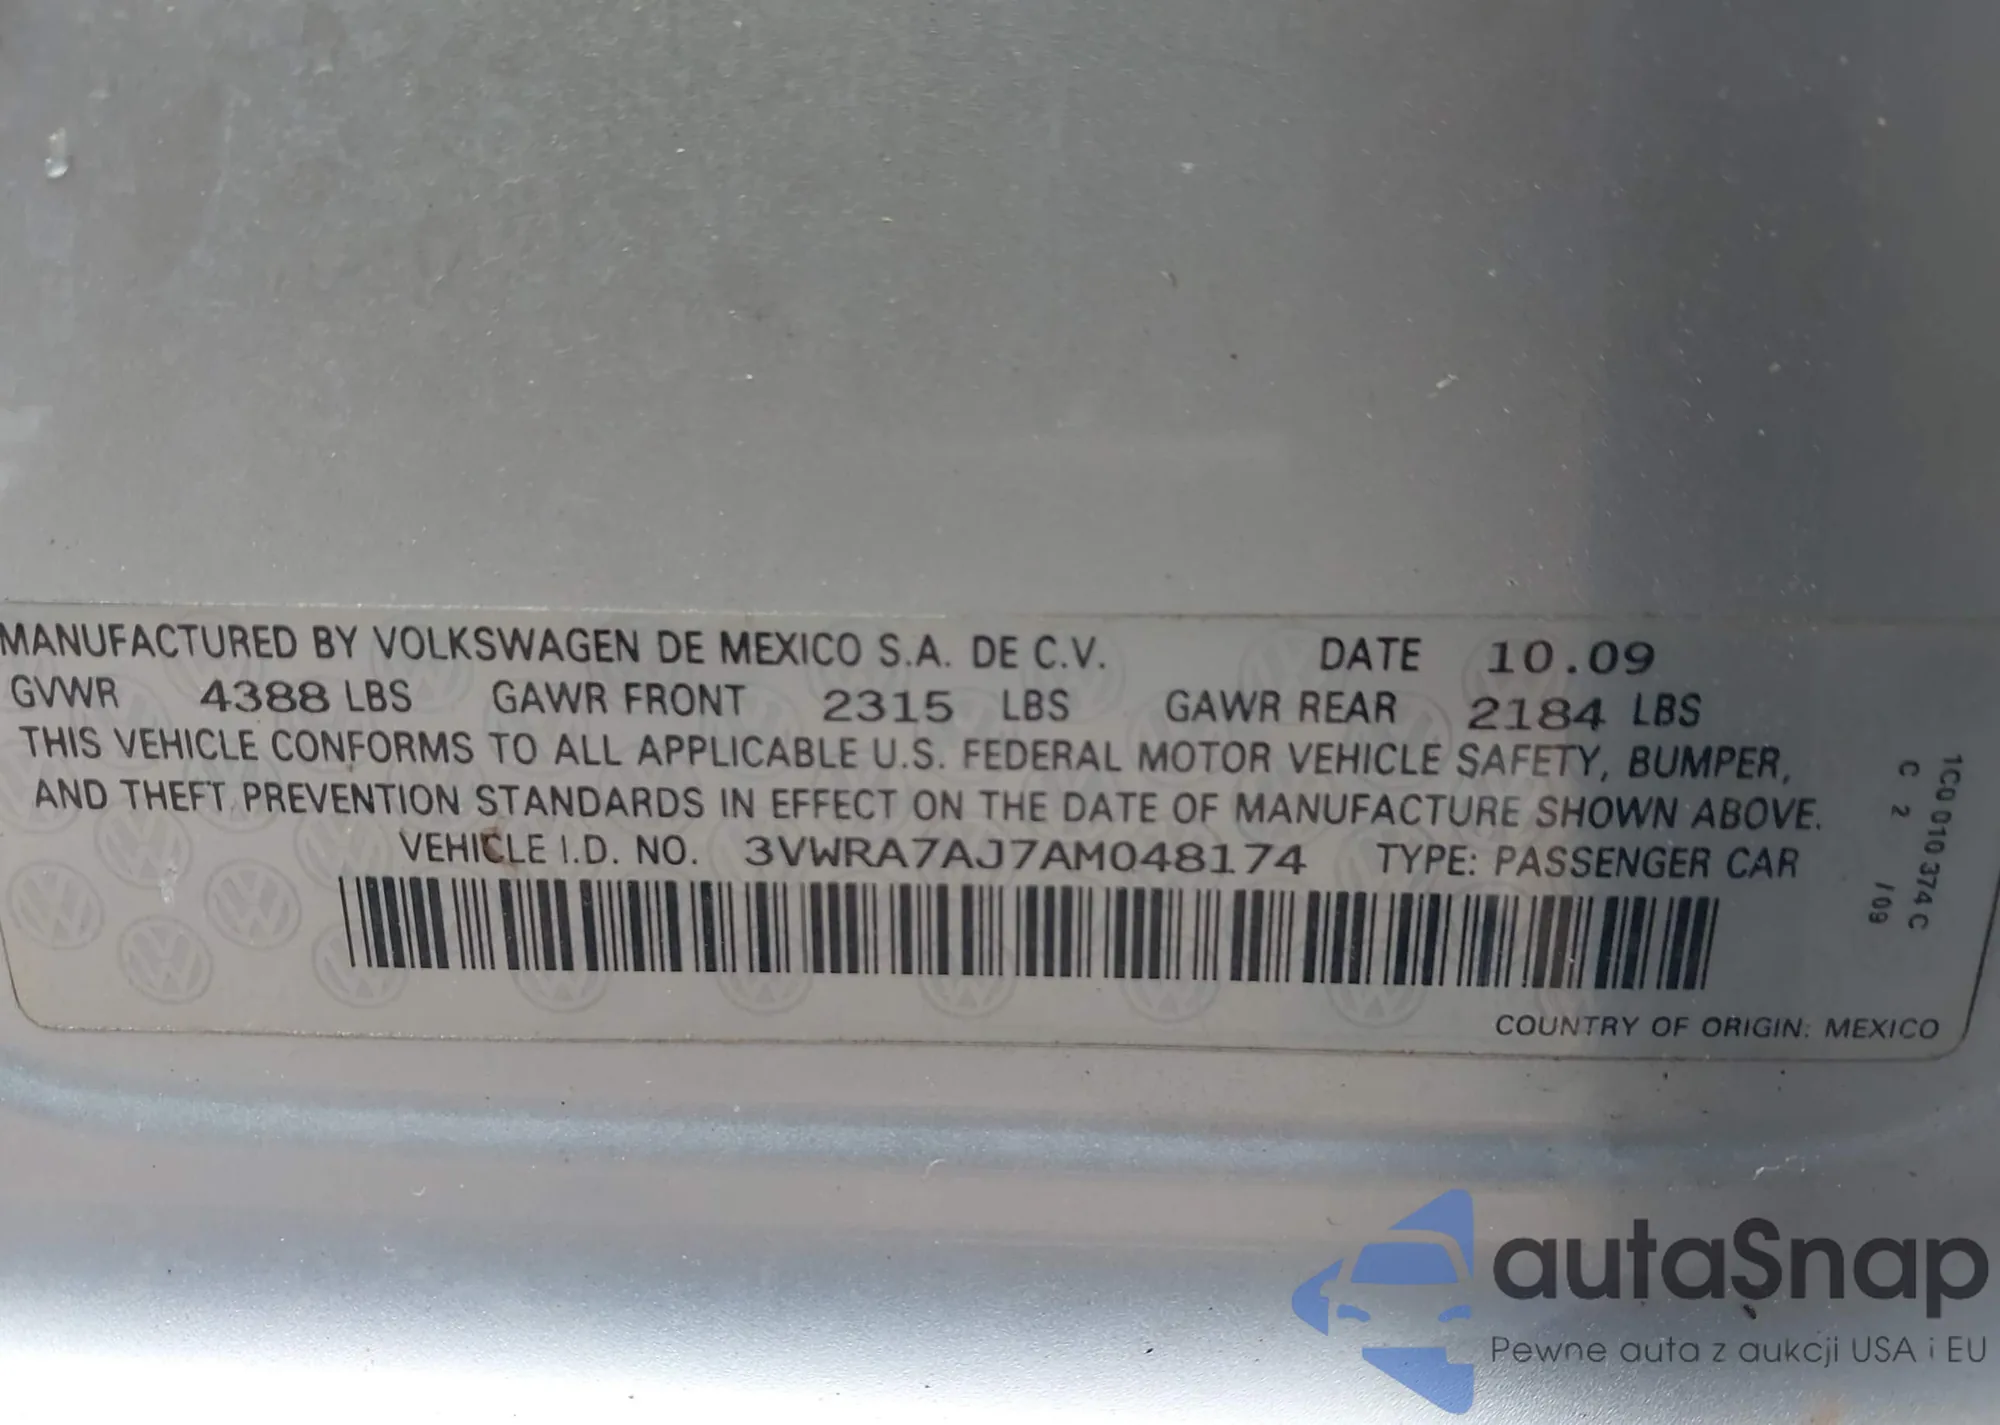 MANUFACTURED BY VOLKSWAGEN DE MEXICO S.A. DE C.V. DATE 10.09
GVWR 4388 LBS GAWR FRONT 2315 LBS GAWR REAR 2184 LBS
THIS VEHICLE CONFORMS TO ALL APPLICABLE U.S. FEDERAL MOTOR VEHICLE SAFETY, BUMPER,
AND THEFT PREVENTION STANDARDS IN EFFECT ON THE DATE OF MANUFACTURE SHOWN ABOVE.
VEHICLE I.D. NO. 3VWRA7AJ7AM048174 TYPE: PASSENGER CAR
1C0 010 374 C
C 2 /09
COUNTRY OF ORIGIN: MEXICO
autaSnap
Pewne auta z aukcji USA i EU